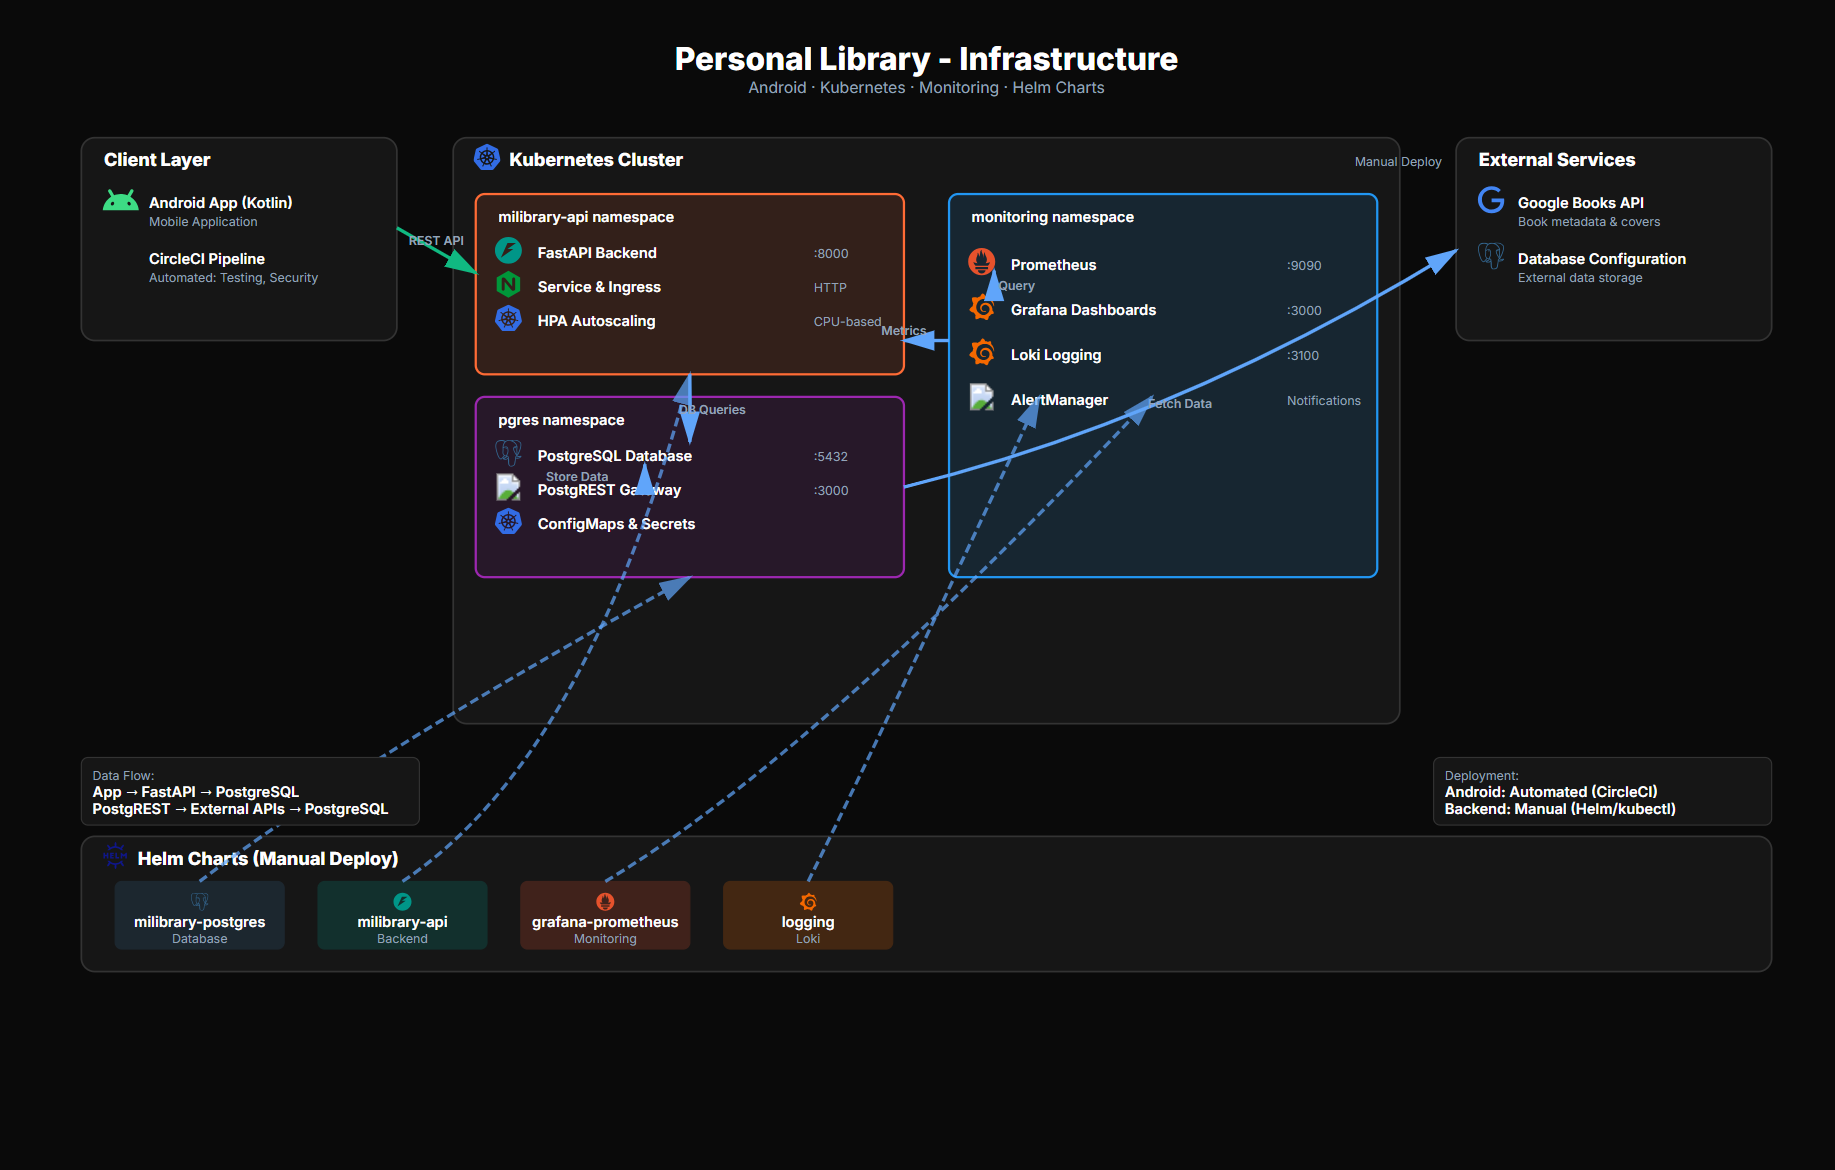 Personal Library - Infrastructure
Android · Kubernetes · Monitoring · Helm Charts
Client Layer
Android App (Kotlin)
Mobile Application
CircleCI Pipeline
Automated: Testing, Security
REST API
Kubernetes Cluster
Manual Deploy
milibrary-api namespace
FastAPI Backend :8000
Service & Ingress HTTP
HPA Autoscaling CPU-based
Metrics
DB Queries
pgres namespace
PostgreSQL Database :5432
Store Data
PostgREST Gateway :3000
ConfigMaps & Secrets
monitoring namespace
Prometheus :9090
Query
Grafana Dashboards :3000
Loki Logging :3100
AlertManager Notifications
Fetch Data
External Services
Google Books API
Book metadata & covers
Database Configuration
External data storage
Data Flow:
App → FastAPI → PostgreSQL
PostgREST → External APIs → PostgreSQL
Deployment:
Android: Automated (CircleCI)
Backend: Manual (Helm/kubectl)
HELM
Helm Charts (Manual Deploy)
milibrary-postgres
Database
milibrary-api
Backend
grafana-prometheus
Monitoring
logging
Loki